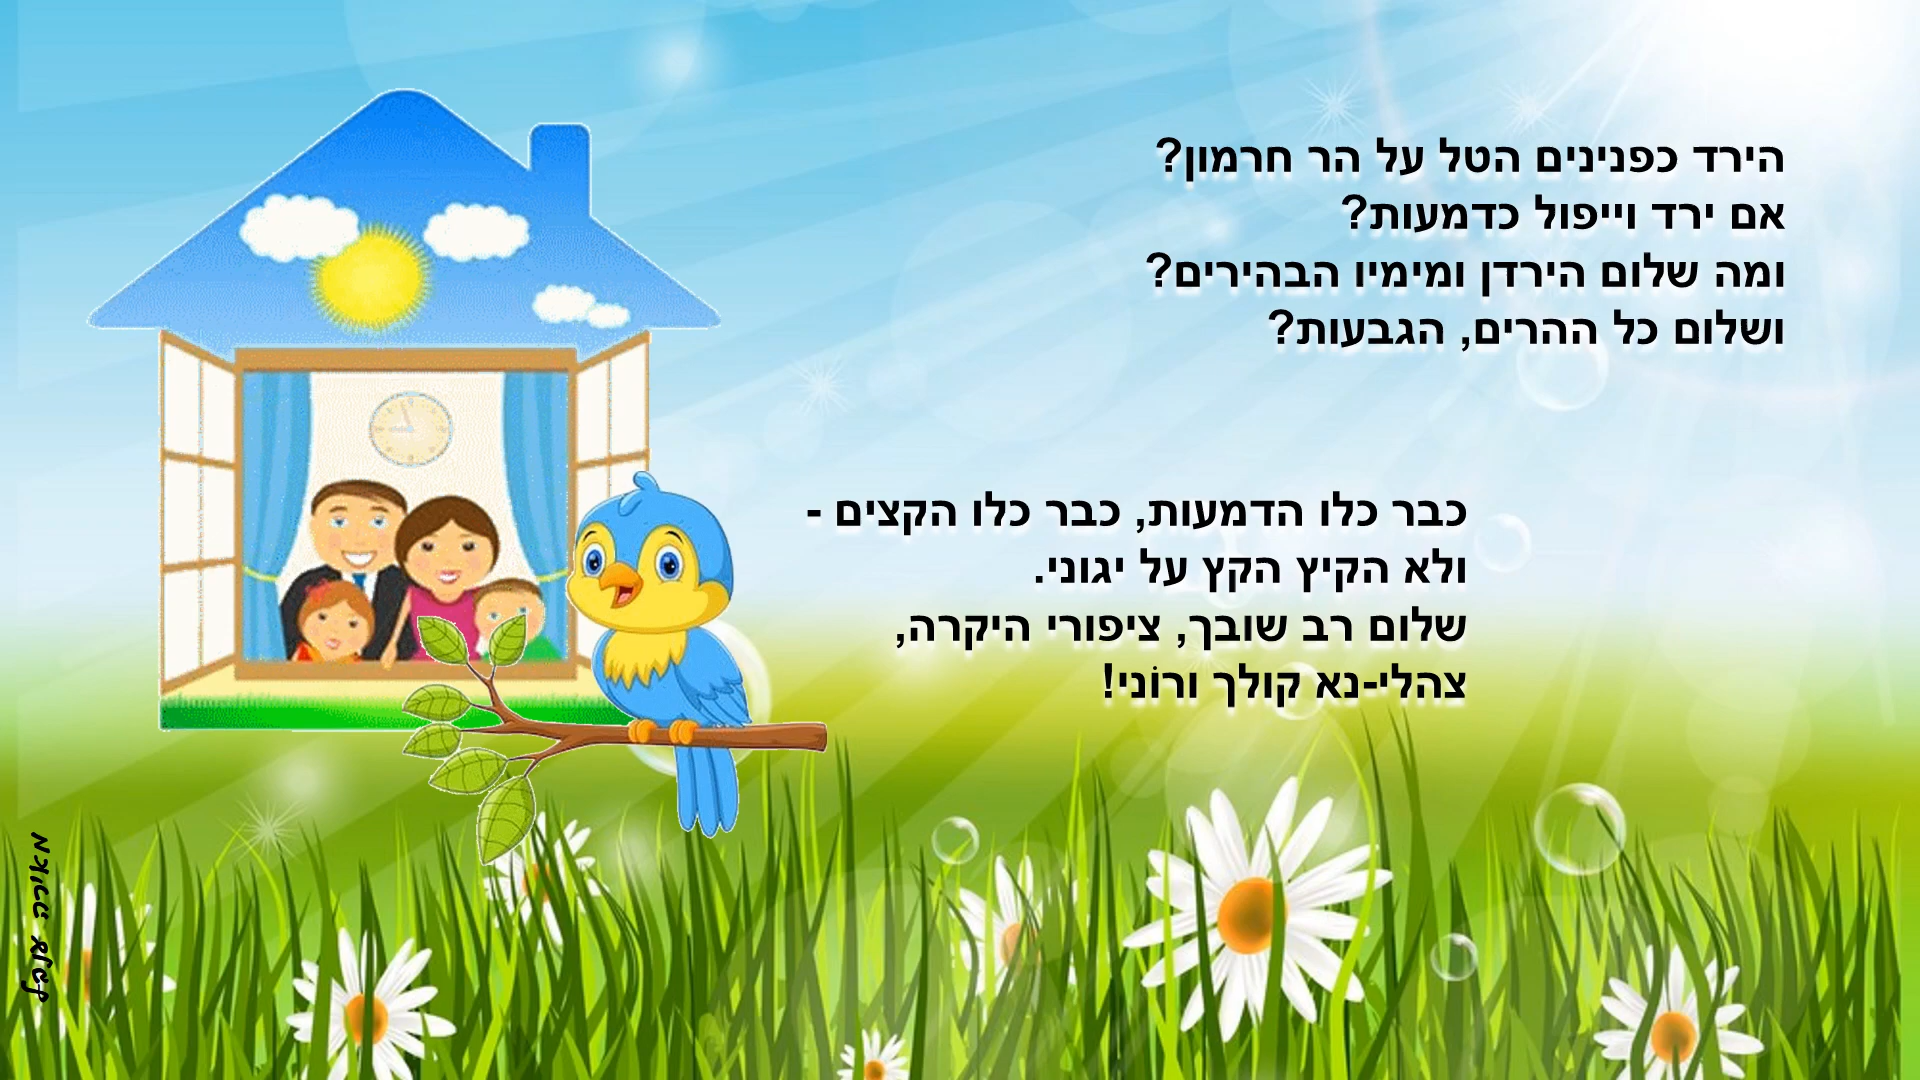 הירד כפנינים הטל על הר חרמון?
אם ירד וייפול כדמעות?
ומה שלום הירדן ומימיו הבהירים?
ושלום כל ההרים, הגבעות?
כבר כלו הדמעות, כבר כלו הקצים -
ולא הקיץ הקץ על יגוני.
שלום רב שובך, ציפורי היקרה,
צהלי-נא קולך ורוֹני!
מאורה שלף